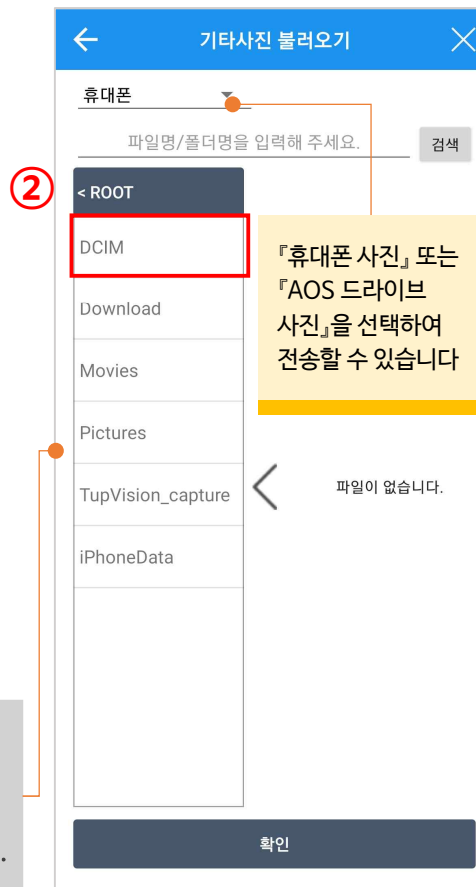 기타사진 불러오기
휴대폰
파일명/폴더명을 입력해 주세요.
검색
②
< ROOT
DCIM
『휴대폰 사진』 또는
『AOS 드라이브
사진』을 선택하여
전송할 수 있습니다
Download
Movies
Pictures
TupVision_capture
파일이 없습니다.
iPhoneData
.
확인